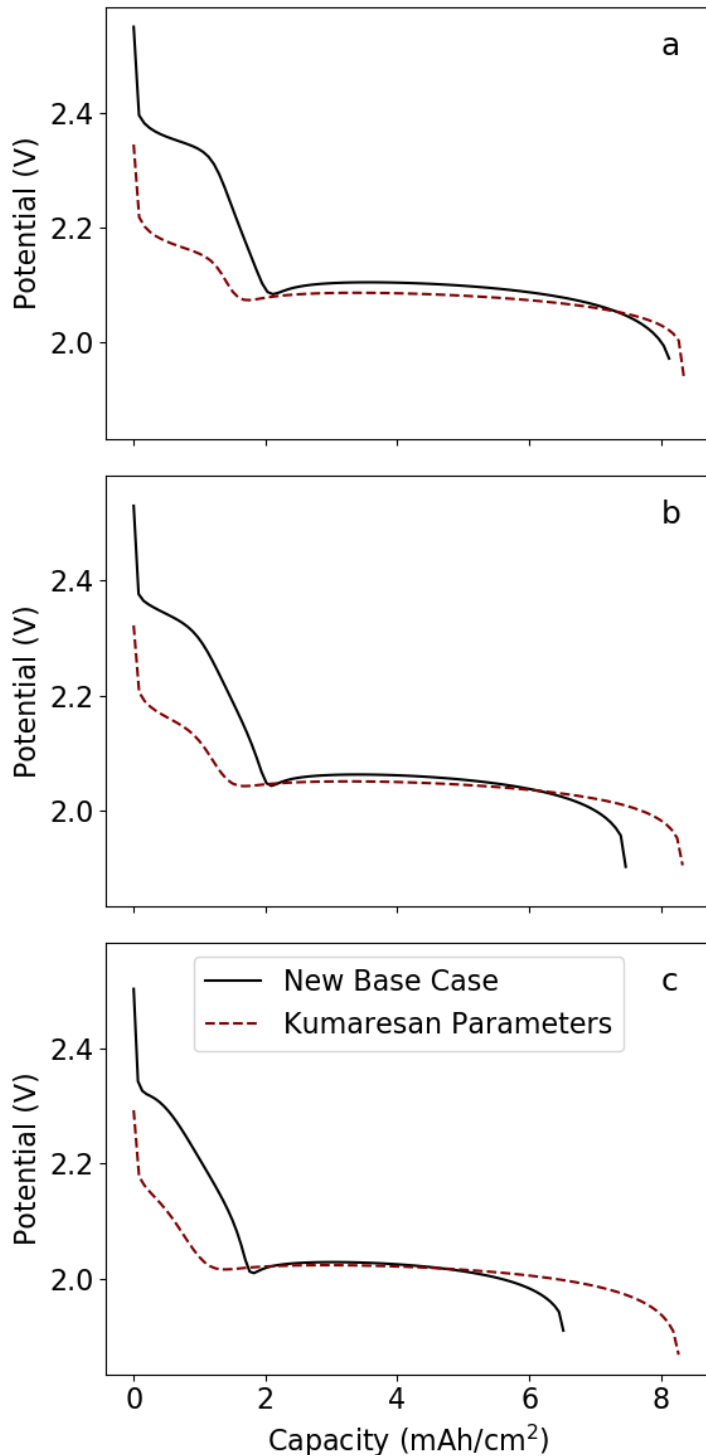 a
2.4
2.2
2.0
Potential (V)
b
2.4
2.2
2.0
Potential (V)
c
New Base Case
Kumaresan Parameters
2.4
2.2
2.0
Potential (V)
0 2 4 6 8
Capacity (mAh/cm²)